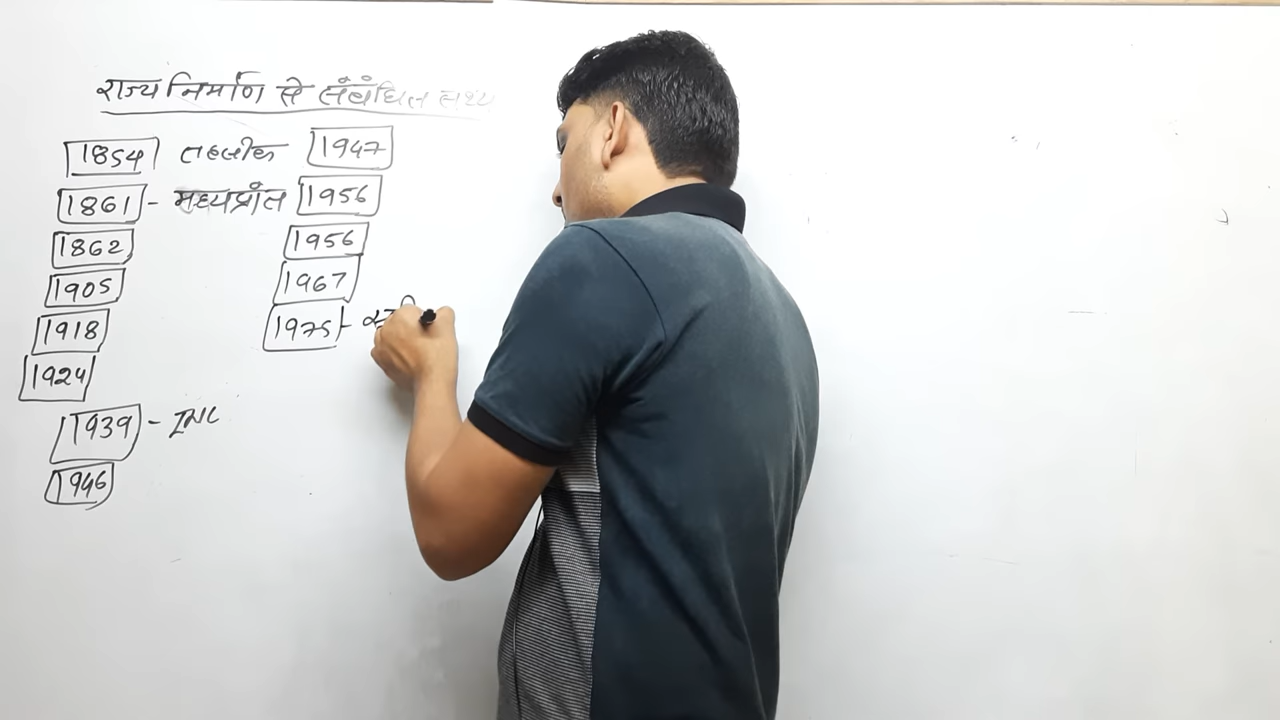 राज्य निर्माण से संबंधित तथ्य
1854 तहसील
1861 - मध्यप्रांत
1862
1905
1918
1924
1939 - INC
1946
1947
1956
1956
1967
1975 -